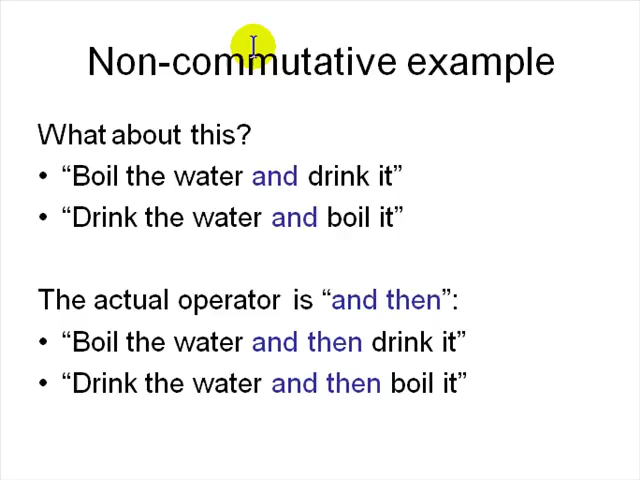 Non-commutative example
What about this?
• “Boil the water and drink it”
• “Drink the water and boil it”
The actual operator is “and then”:
• “Boil the water and then drink it”
• “Drink the water and then boil it”